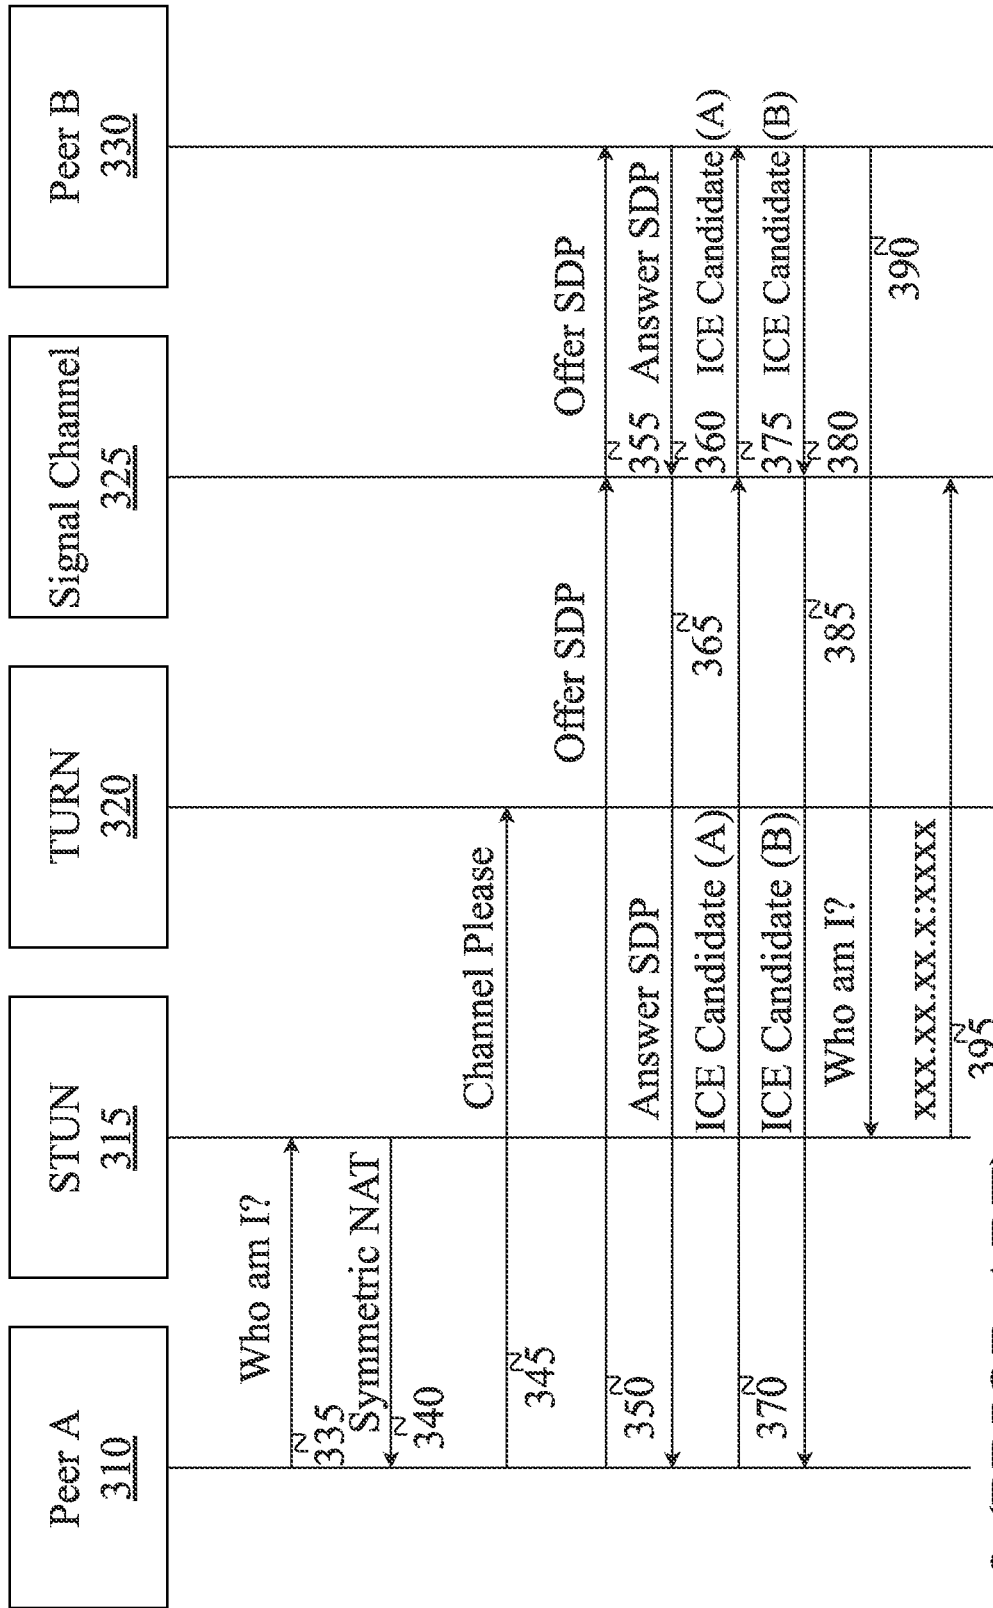 Peer A
310
STUN
315
TURN
320
Signal Channel
325
Peer B
330
Who am I?
335
Symmetric NAT
340
Channel Please
345
Offer SDP
Offer SDP
350
355
Answer SDP
Answer SDP
365
360
ICE Candidate (A)
ICE Candidate (A)
370
375
ICE Candidate (B)
ICE Candidate (B)
385
380
Who am I?
390
xxx.xx.xx.xx.x:xxxx
395